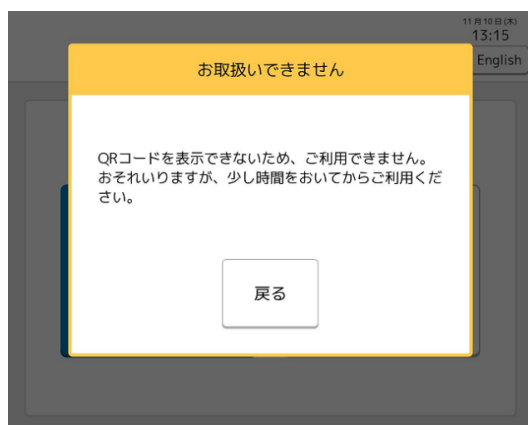 11月10日(木)
13:15
English
お取扱いできません
QRコードを表示できないため、ご利用できません。
おそれいりますが、少し時間をおいてからご利用くだ
さい。
戻る